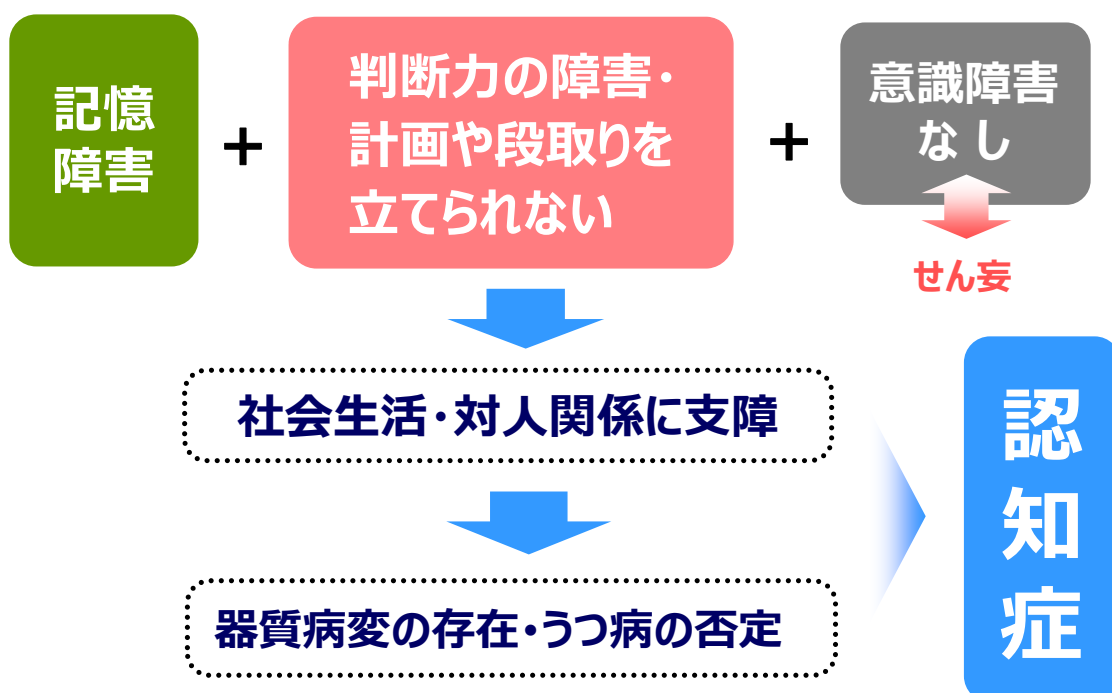 記憶
障害
+
判断力の障害・
計画や段取りを
立てられない
+
意識障害
なし
せん妄
社会生活・対人関係に支障
器質病変の存在・うつ病の否定
認知症